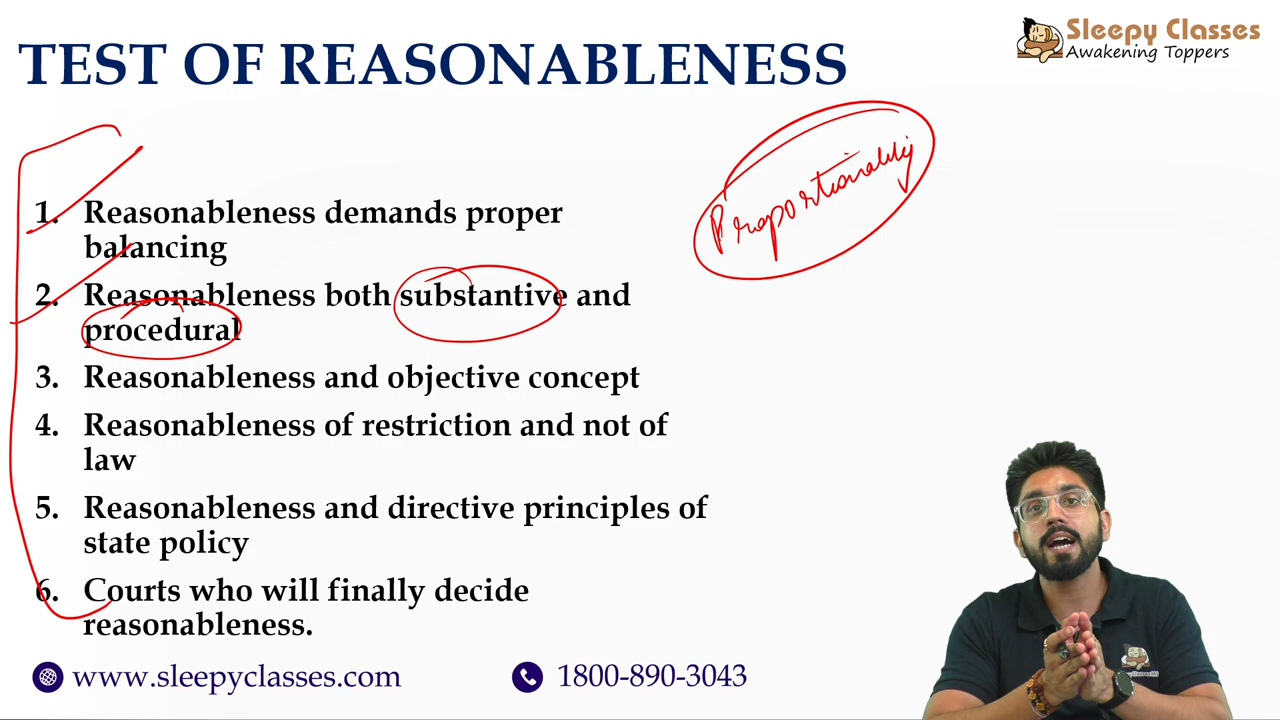 Sleepy Classes
Awakening Toppers
TEST OF REASONABLENESS
Proportionality
1. Reasonableness demands proper
balancing
2. Reasonableness both substantive and
procedural
3. Reasonableness and objective concept
4. Reasonableness of restriction and not of
law
5. Reasonableness and directive principles of
state policy
6. Courts who will finally decide
reasonableness.
www.sleepyclasses.com
1800-890-3043